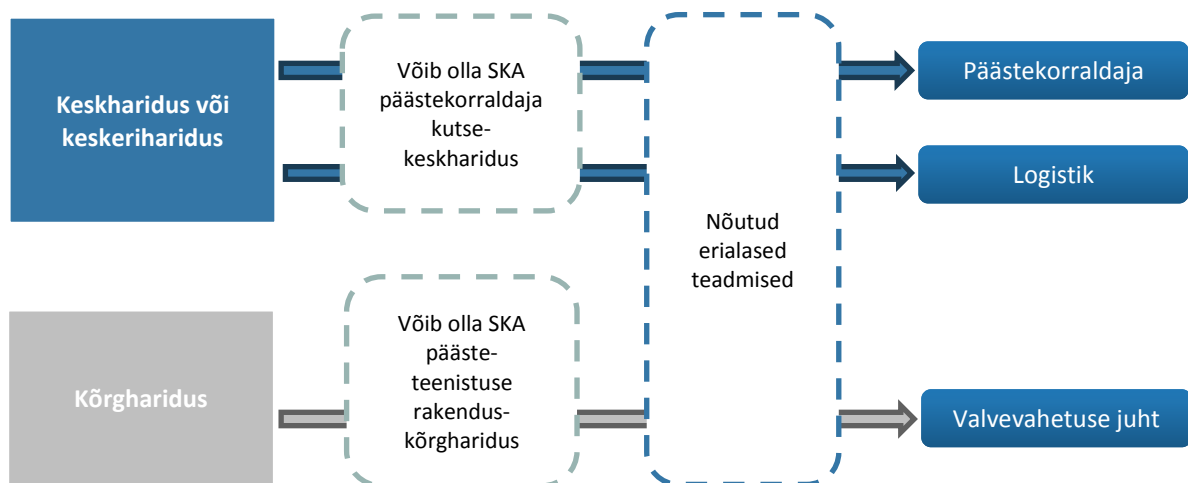 Keskharidus või
keskeriharidus
Võib olla SKA
päästekorraldaja
kutse-
keskharidus
Nõutud
erialased
teadmised
Päästekorraldaja
Logistik
Kõrgharidus
Võib olla SKA
pääste-
teenistuse
rakendus-
kõrgharidus
Valvevahetuse juht